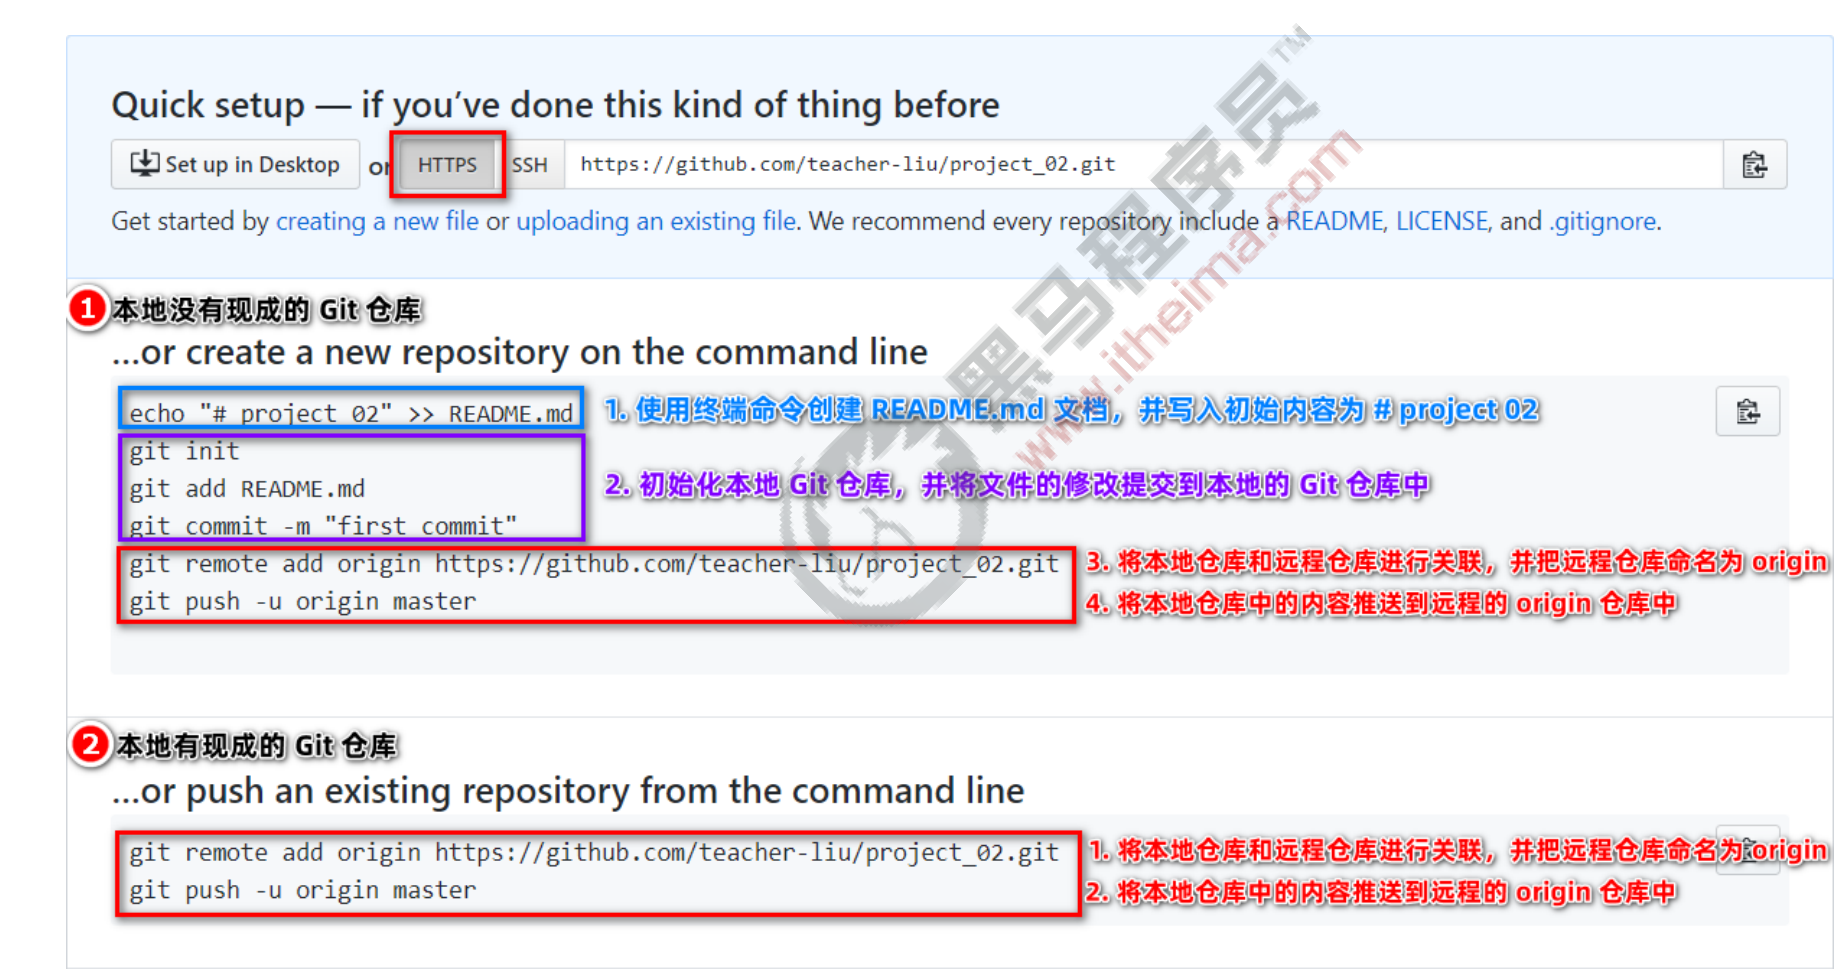 Quick setup — if you've done this kind of thing before
Set up in Desktop or HTTPS SSH https://github.com/teacher-liu/project_02.git
Get started by creating a new file or uploading an existing file. We recommend every repository include a README, LICENSE, and .gitignore.
1 本地没有现成的 Git 仓库
...or create a new repository on the command line
echo "# project_02" >> README.md 1. 使用终端命令创建 README.md 文档，并写入初始内容为 # project 02
git init
git add README.md 2. 初始化本地 Git 仓库，并将文件的修改提交到本地的 Git 仓库中
git commit -m "first commit"
git remote add origin https://github.com/teacher-liu/project_02.git 3. 将本地仓库和远程仓库进行关联，并把远程仓库命名为 origin
git push -u origin master 4. 将本地仓库中的内容推送到远程的 origin 仓库中
2 本地有现成的 Git 仓库
...or push an existing repository from the command line
git remote add origin https://github.com/teacher-liu/project_02.git 1. 将本地仓库和远程仓库进行关联，并把远程仓库命名为 origin
git push -u origin master 2. 将本地仓库中的内容推送到远程的 origin 仓库中
黑马程序员™
www.itheima.com